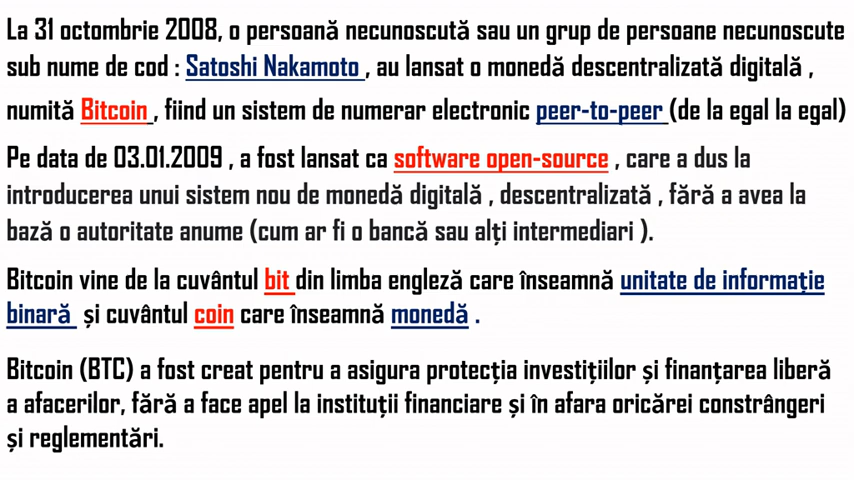 La 31 octombrie 2008, o persoană necunoscută sau un grup de persoane necunoscute
sub nume de cod : Satoshi Nakamoto , au lansat o monedă descentralizată digitală ,
numită Bitcoin , fiind un sistem de numerar electronic peer-to-peer (de la egal la egal)
Pe data de 03.01.2009 , a fost lansat ca software open-source , care a dus la
introducerea unui sistem nou de monedă digitală , descentralizată , fără a avea la
bază o autoritate anume (cum ar fi o bancă sau alți intermediari ).
Bitcoin vine de la cuvântul bit din limba engleză care înseamnă unitate de informație
binară și cuvântul coin care înseamnă monedă .
Bitcoin (BTC) a fost creat pentru a asigura protecția investițiilor și finanțarea liberă
a afacerilor, fără a face apel la instituții financiare și în afara oricărei constrângeri
și reglementări.